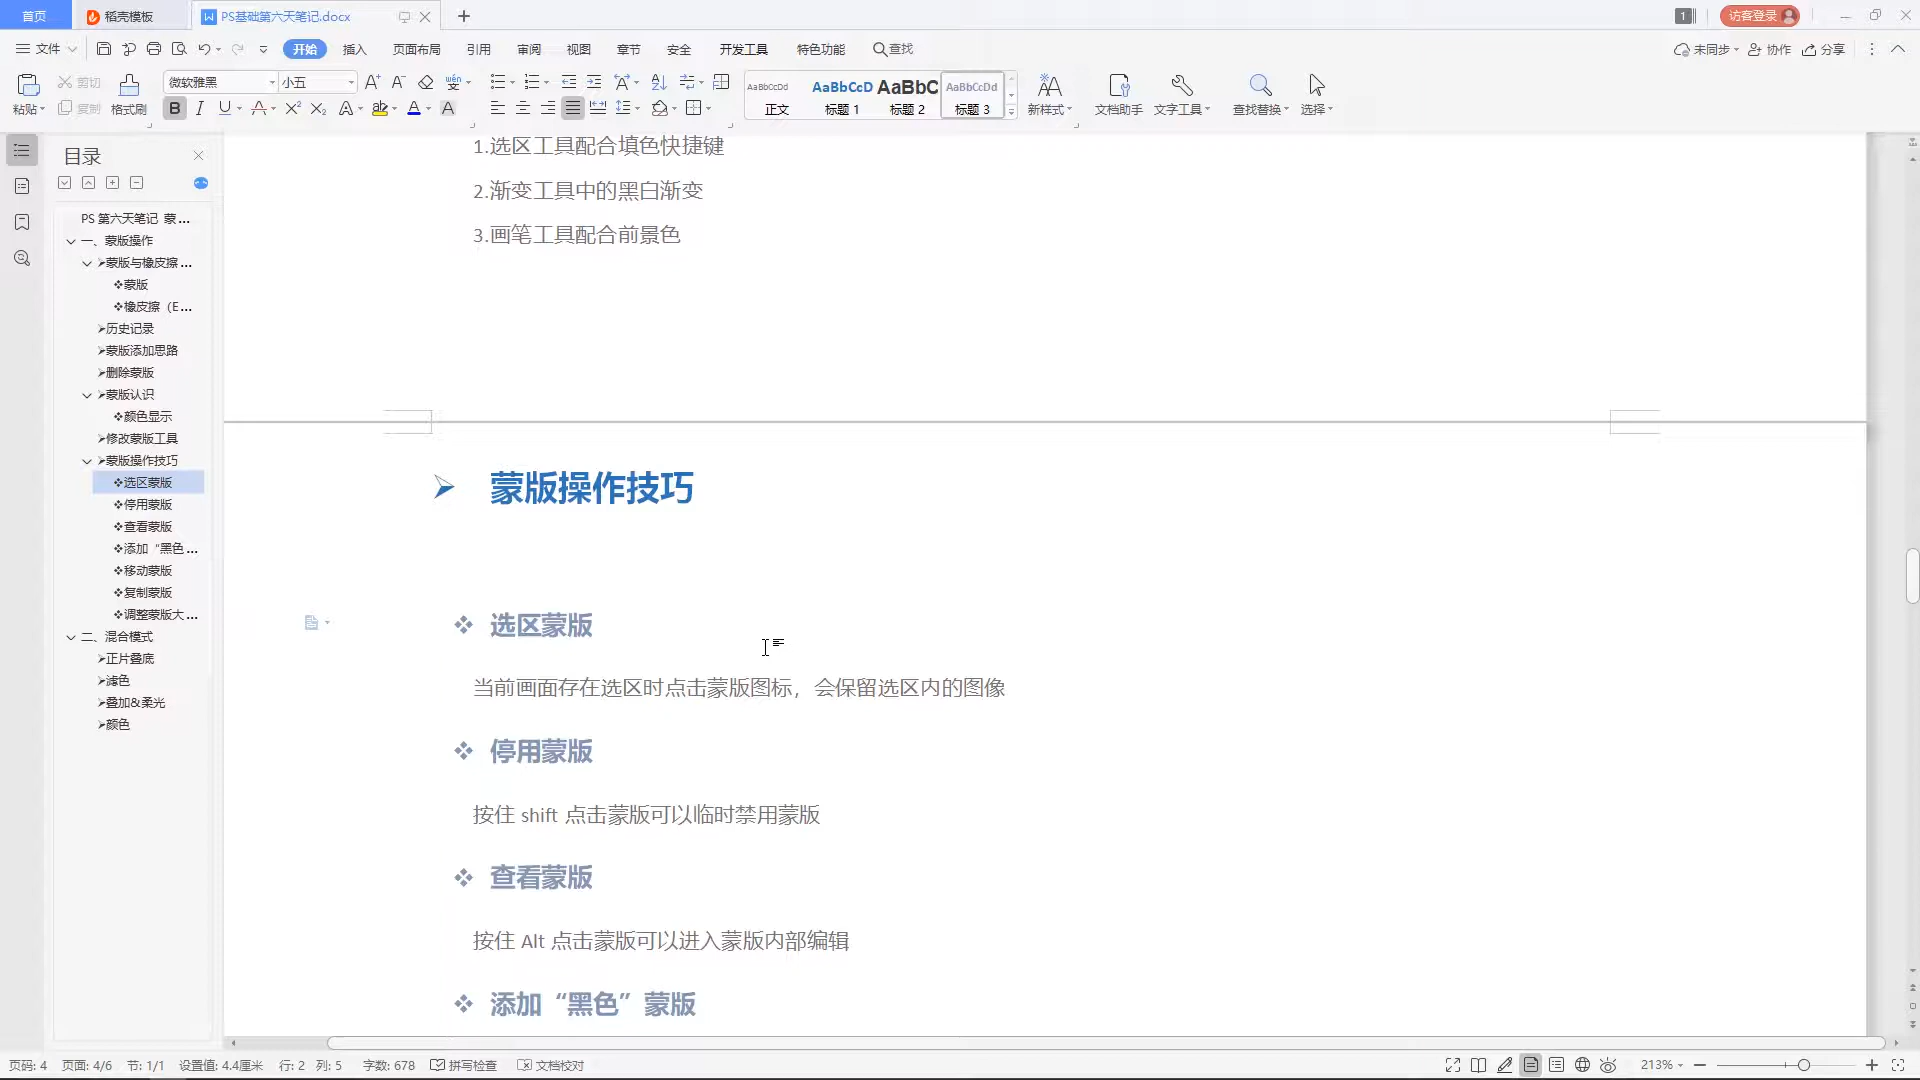 首页
稻壳模板
PS基础第六天笔记.docx
1
访客登录
文件
开始
插入
页面布局
引用
审阅
视图
章节
安全
开发工具
特色功能
查找
未同步
协作
分享
粘贴
剪切
复制
格式刷
微软雅黑
小五
AaBbCcDd
正文
AaBbCcD
标题 1
AaBbC
标题 2
AaBbCcDd
标题 3
新样式
文档助手
文字工具
查找替换
选择
目录
PS 第六天笔记 蒙...
一、蒙版操作
蒙版与橡皮擦...
蒙版
橡皮擦（E...
历史记录
蒙版添加思路
删除蒙版
蒙版认识
颜色显示
修改蒙版工具
蒙版操作技巧
选区蒙版
停用蒙版
查看蒙版
添加“黑色...
移动蒙版
复制蒙版
调整蒙版大...
二、混合模式
正片叠底
滤色
叠加&柔光
颜色
1.选区工具配合填色快捷键
2.渐变工具中的黑白渐变
3.画笔工具配合前景色
蒙版操作技巧
选区蒙版
当前画面存在选区时点击蒙版图标，会保留选区内的图像
停用蒙版
按住 shift 点击蒙版可以临时禁用蒙版
查看蒙版
按住 Alt 点击蒙版可以进入蒙版内部编辑
添加“黑色”蒙版
页码: 4 页面: 4/6 节: 1/1 设置值: 4.4厘米 行: 2 列: 5 字数: 678 拼写检查 文档校对 213%